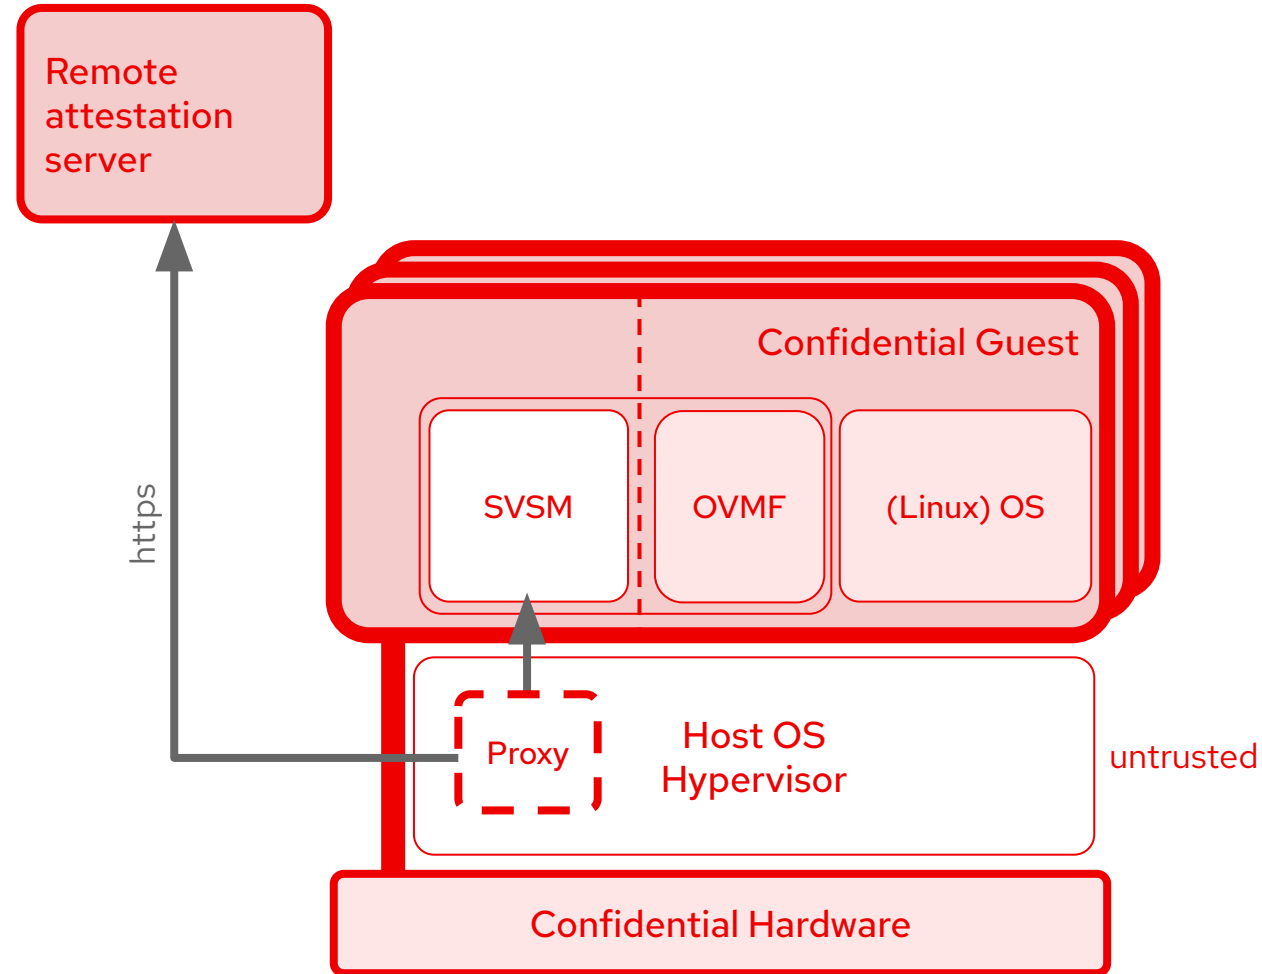 Remote
attestation
server
Confidential Guest
SVSM
OVMF
(Linux) OS
https
Proxy
Host OS
Hypervisor
untrusted
Confidential Hardware